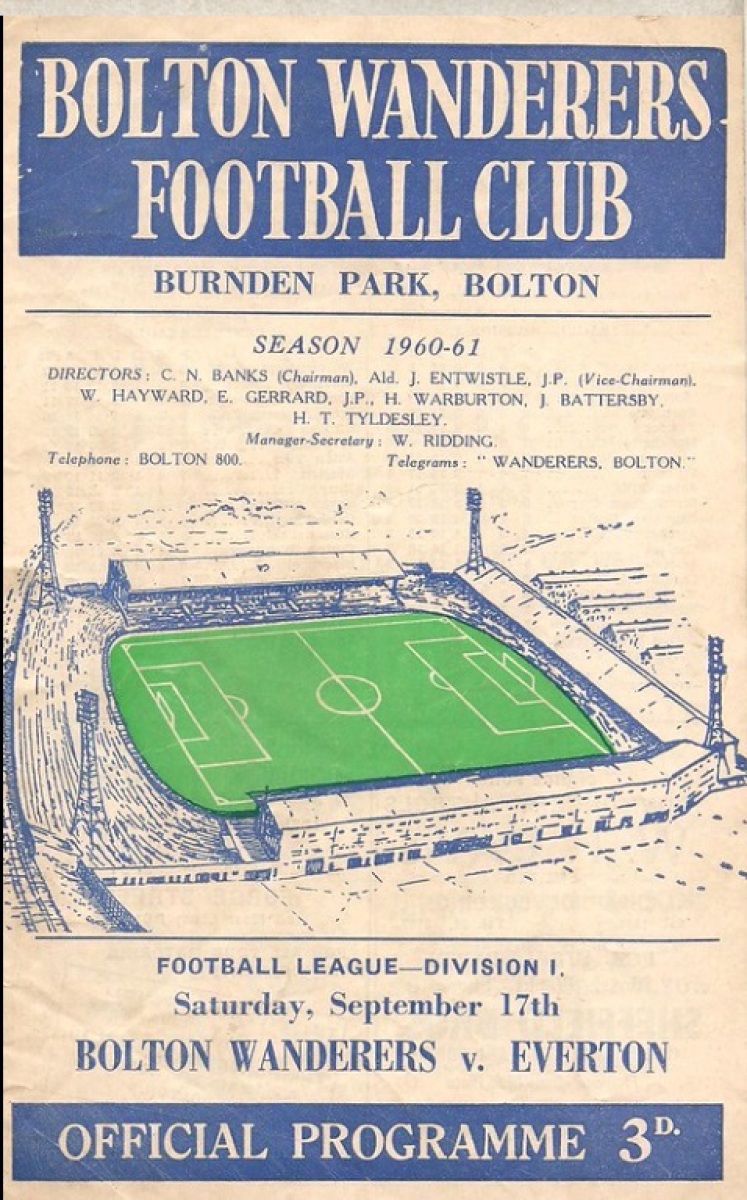 BOLTON WANDERERS
FOOTBALL CLUB
BURNDEN PARK, BOLTON
SEASON 1960-61
DIRECTORS: C. N. BANKS (Chairman), Ald. J. ENTWISTLE, J.P. (Vice-Chairman).
W. HAYWARD, E. GERRARD, J.P., H. WARBURTON, J. BATTERSBY,
H. T. TYLDESLEY.
Manager-Secretary: W. RIDDING.
Telephone: BOLTON 800. Telegrams: "WANDERERS, BOLTON."
FOOTBALL LEAGUE—DIVISION I.
Saturday, September 17th
BOLTON WANDERERS v. EVERTON
OFFICIAL PROGRAMME 3D.